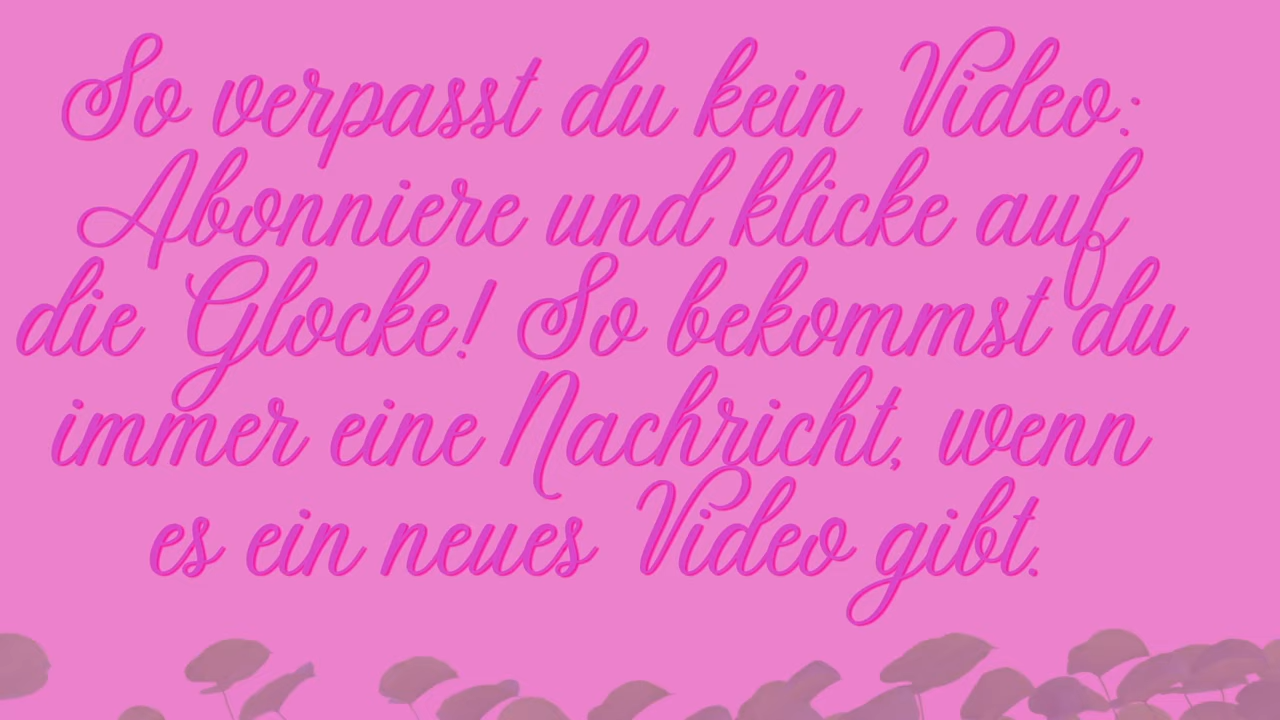 So verpasst du kein Video:
Abonniere und klicke auf
die Glocke! So bekommst du
immer eine Nachricht, wenn
es ein neues Video gibt.